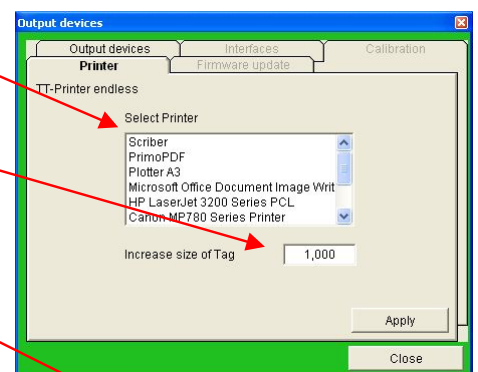 Output devices
Output devices Interfaces Calibration
Printer Firmware update
TT-Printer endless
Select Printer
Scriber
PrimoPDF
Plotter A3
Microsoft Office Document Image Writ
HP LaserJet 3200 Series PCL
Canon MP780 Series Printer
Increase size of Tag 1,000
Apply
Close